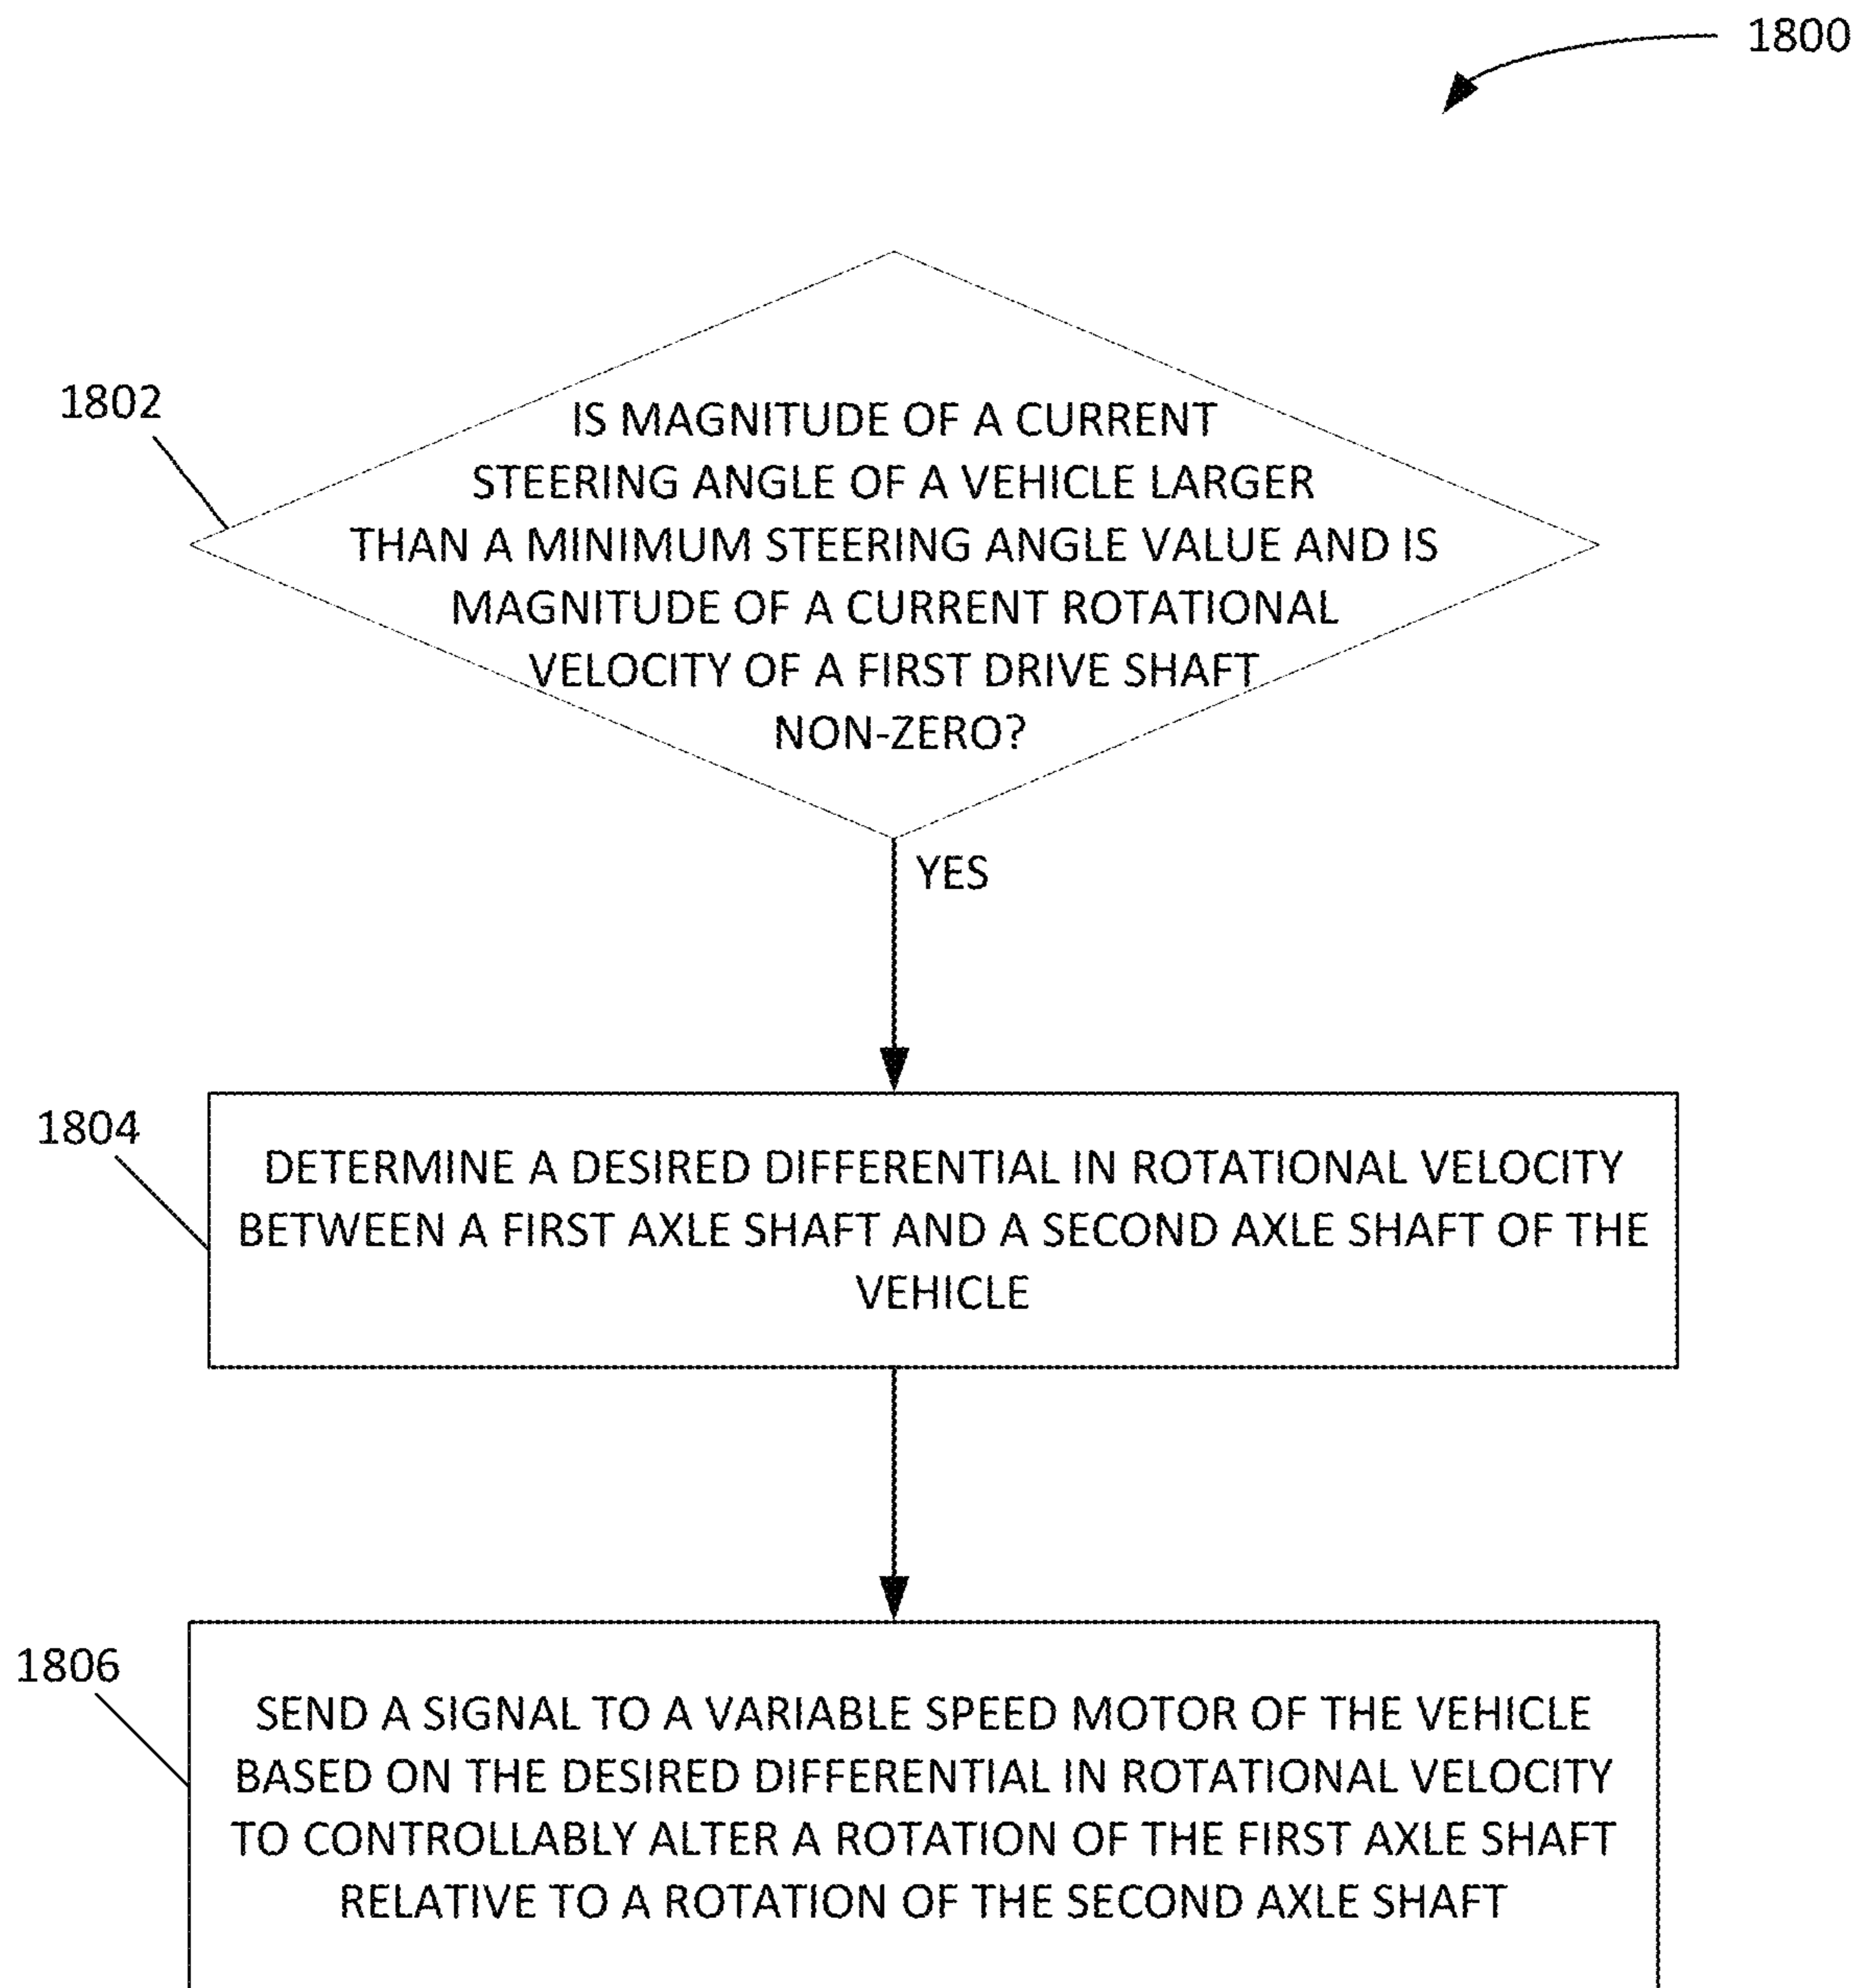 1800
1802
IS MAGNITUDE OF A CURRENT
STEERING ANGLE OF A VEHICLE LARGER
THAN A MINIMUM STEERING ANGLE VALUE AND IS
MAGNITUDE OF A CURRENT ROTATIONAL
VELOCITY OF A FIRST DRIVE SHAFT
NON-ZERO?
YES
1804
DETERMINE A DESIRED DIFFERENTIAL IN ROTATIONAL VELOCITY
BETWEEN A FIRST AXLE SHAFT AND A SECOND AXLE SHAFT OF THE
VEHICLE
1806
SEND A SIGNAL TO A VARIABLE SPEED MOTOR OF THE VEHICLE
BASED ON THE DESIRED DIFFERENTIAL IN ROTATIONAL VELOCITY
TO CONTROLLABLY ALTER A ROTATION OF THE FIRST AXLE SHAFT
RELATIVE TO A ROTATION OF THE SECOND AXLE SHAFT